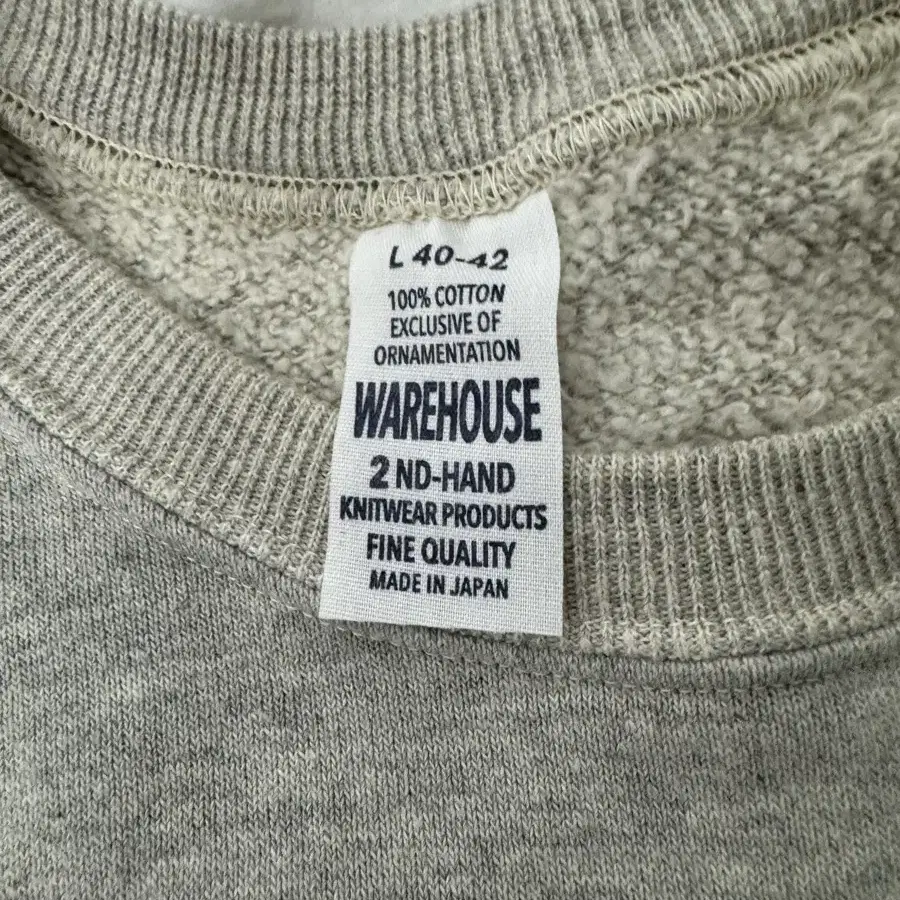 L 40-42
100% COTTON
EXCLUSIVE OF
ORNAMENTATION
WAREHOUSE
2 ND-HAND
KNITWEAR PRODUCTS
FINE QUALITY
MADE IN JAPAN